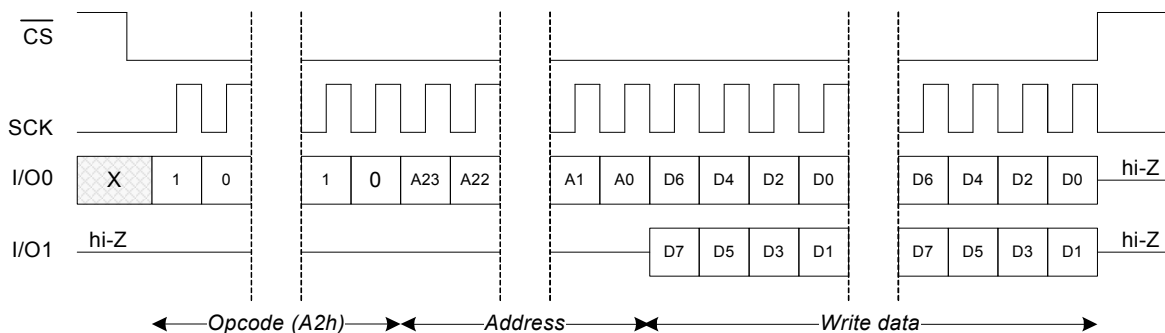 CS
SCK
I/O0 X 1 0 1 0 A23 A22 A1 A0 D6 D4 D2 D0 D6 D4 D2 D0 hi-Z
I/O1 hi-Z D7 D5 D3 D1 D7 D5 D3 D1 hi-Z
Opcode (A2h) Address Write data